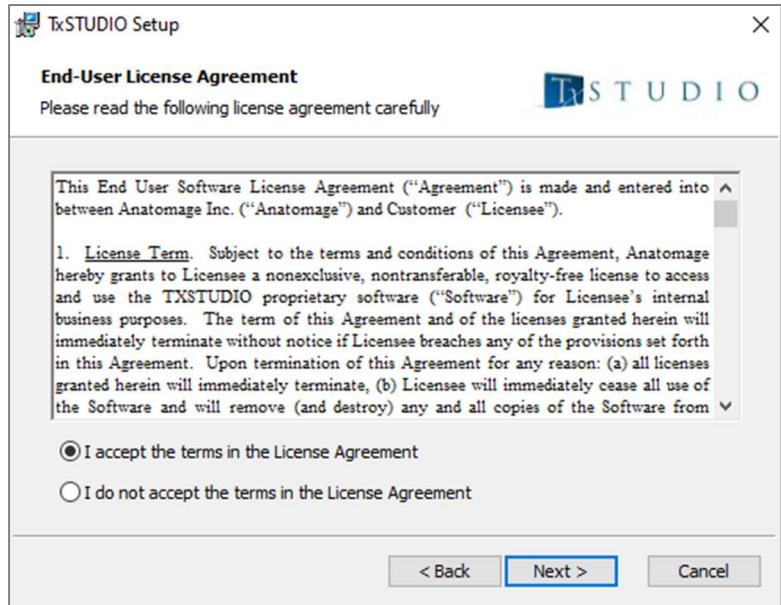 TxSTUDIO Setup
End-User License Agreement
Please read the following license agreement carefully
TxSTUDIO
This End User Software License Agreement (“Agreement”) is made and entered into
between Anatomage Inc. (“Anatomage”) and Customer (“Licensee”).
1. License Term. Subject to the terms and conditions of this Agreement, Anatomage
hereby grants to Licensee a nonexclusive, nontransferable, royalty-free license to access
and use the TXSTUDIO proprietary software (“Software”) for Licensee’s internal
business purposes. The term of this Agreement and of the licenses granted herein will
immediately terminate without notice if Licensee breaches any of the provisions set forth
in this Agreement. Upon termination of this Agreement for any reason: (a) all licenses
granted herein will immediately terminate, (b) Licensee will immediately cease all use of
the Software and will remove (and destroy) any and all copies of the Software from
I accept the terms in the License Agreement
I do not accept the terms in the License Agreement
< Back Next > Cancel